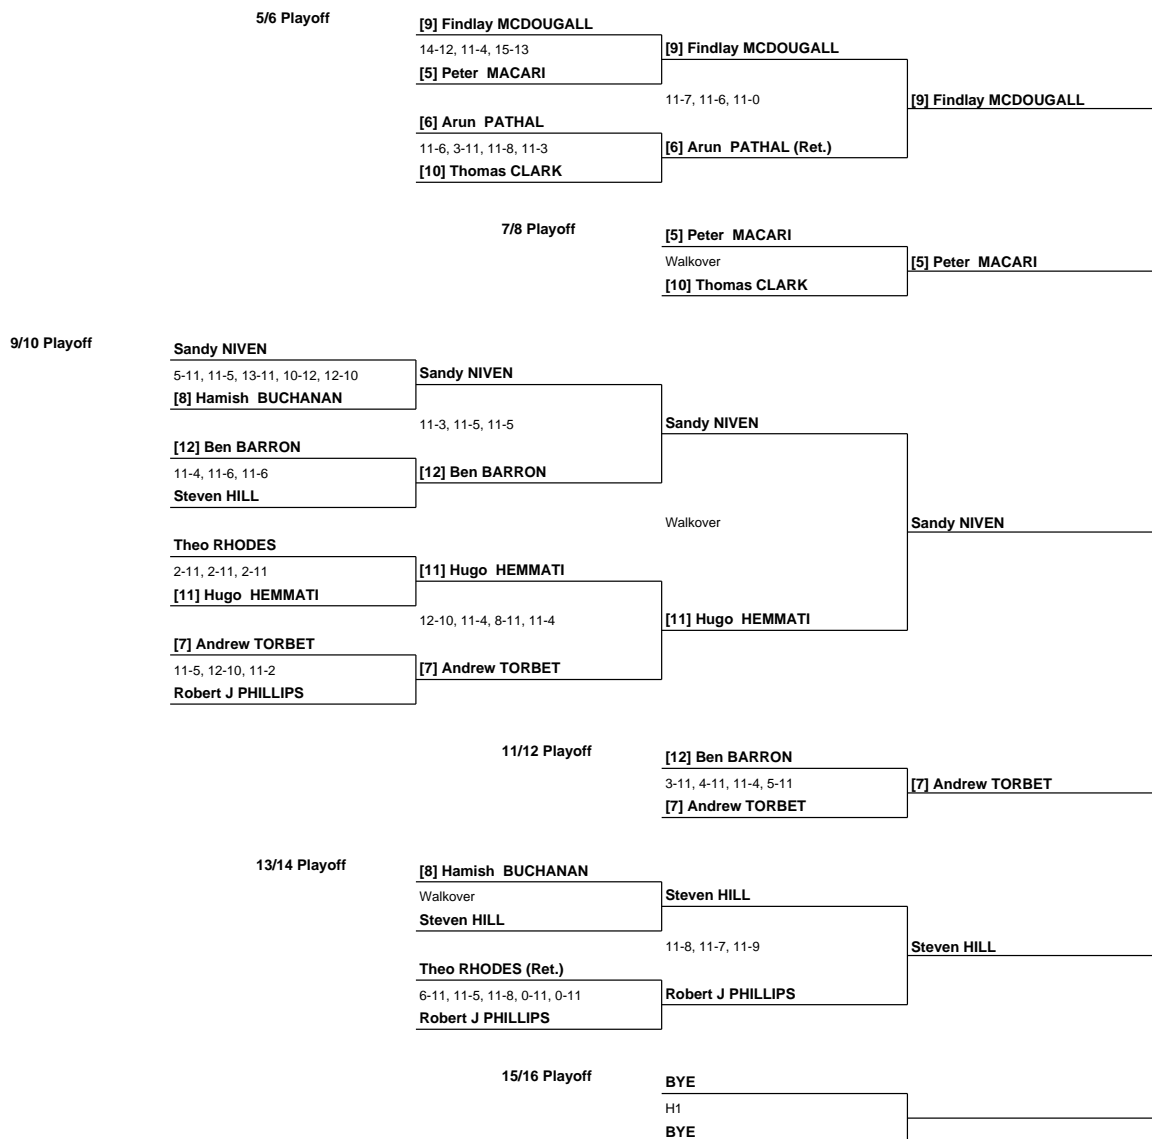 5/6 Playoff
[9] Findlay MCDOUGALL
14-12, 11-4, 15-13
[5] Peter MACARI
[9] Findlay MCDOUGALL
11-7, 11-6, 11-0
[9] Findlay MCDOUGALL
[6] Arun PATHAL
11-6, 3-11, 11-8, 11-3
[10] Thomas CLARK
[6] Arun PATHAL (Ret.)
7/8 Playoff
[5] Peter MACARI
Walkover
[10] Thomas CLARK
[5] Peter MACARI
9/10 Playoff
Sandy NIVEN
5-11, 11-5, 13-11, 10-12, 12-10
[8] Hamish BUCHANAN
Sandy NIVEN
11-3, 11-5, 11-5
Sandy NIVEN
[12] Ben BARRON
11-4, 11-6, 11-6
Steven HILL
[12] Ben BARRON
Walkover
Sandy NIVEN
Theo RHODES
2-11, 2-11, 2-11
[11] Hugo HEMMATI
[11] Hugo HEMMATI
12-10, 11-4, 8-11, 11-4
[11] Hugo HEMMATI
[7] Andrew TORBET
11-5, 12-10, 11-2
Robert J PHILLIPS
[7] Andrew TORBET
11/12 Playoff
[12] Ben BARRON
3-11, 4-11, 11-4, 5-11
[7] Andrew TORBET
[7] Andrew TORBET
13/14 Playoff
[8] Hamish BUCHANAN
Walkover
Steven HILL
Steven HILL
11-8, 11-7, 11-9
Steven HILL
Theo RHODES (Ret.)
6-11, 11-5, 11-8, 0-11, 0-11
Robert J PHILLIPS
Robert J PHILLIPS
15/16 Playoff
BYE
H1
BYE